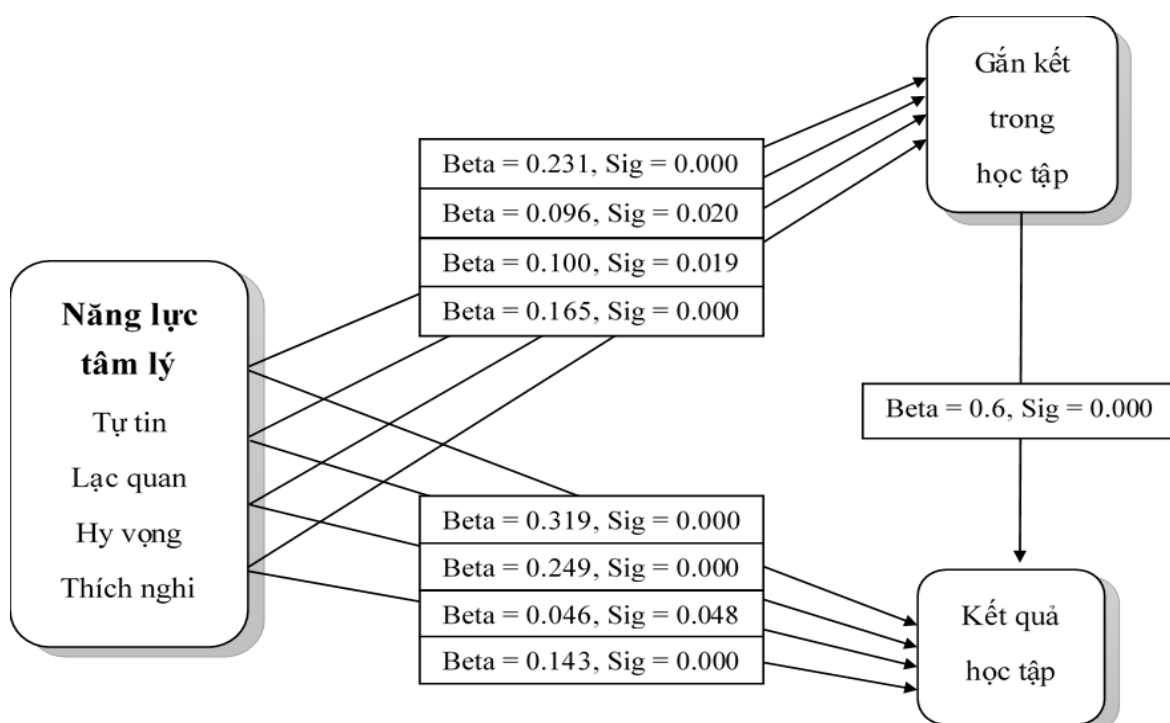 Gắn kết
trong
học tập
Beta = 0.231, Sig = 0.000
Beta = 0.096, Sig = 0.020
Beta = 0.100, Sig = 0.019
Beta = 0.165, Sig = 0.000
Năng lực
tâm lý
Tự tin
Lạc quan
Hy vọng
Thích nghi
Beta = 0.6, Sig = 0.000
Beta = 0.319, Sig = 0.000
Beta = 0.249, Sig = 0.000
Beta = 0.046, Sig = 0.048
Beta = 0.143, Sig = 0.000
Kết quả
học tập